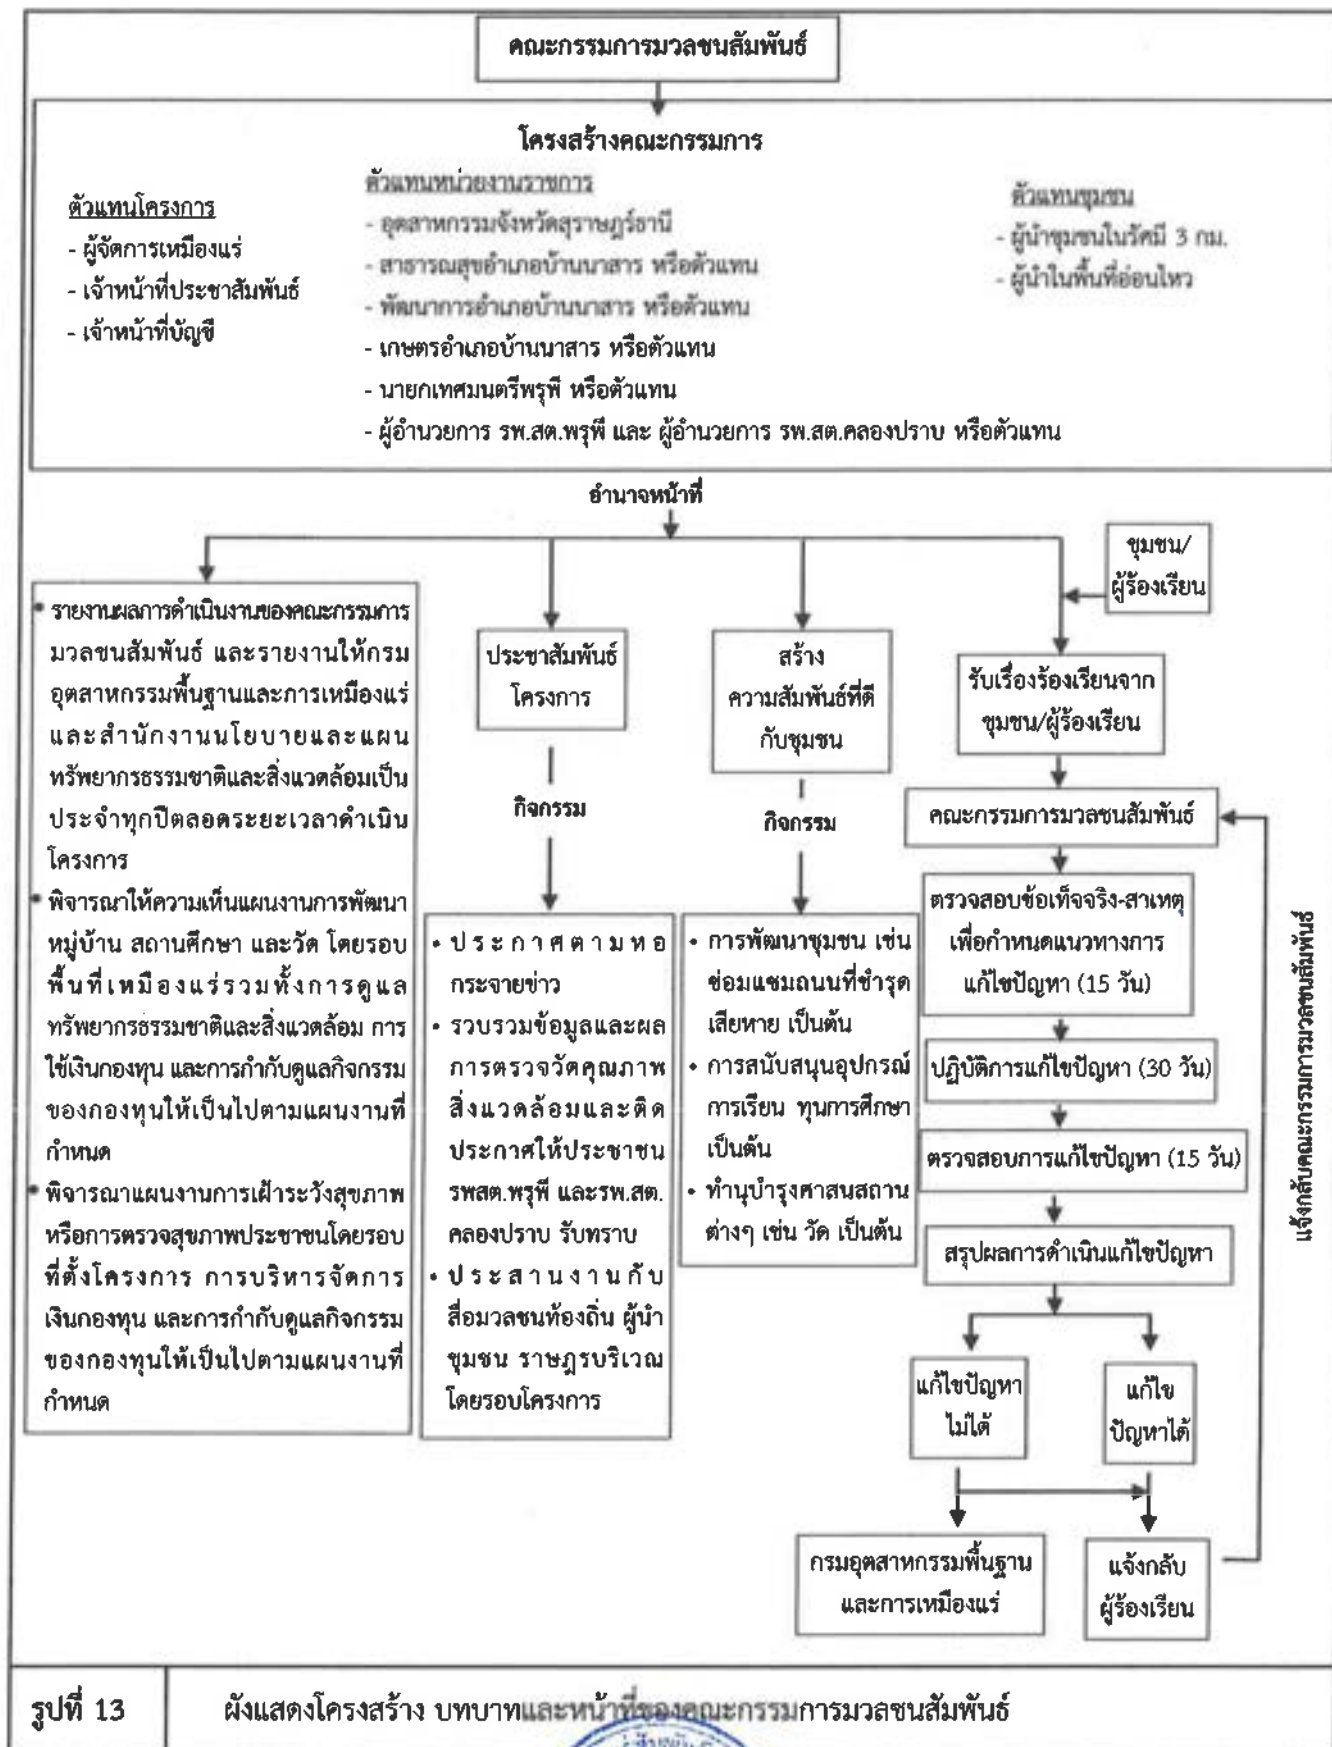 คณะกรรมการมวลชนสัมพันธ์
โครงสร้างคณะกรรมการ
ตัวแทนโครงการ
- ผู้จัดการเหมืองแร่
- เจ้าหน้าที่ประชาสัมพันธ์
- เจ้าหน้าที่บัญชี
ตัวแทนหน่วยงานราชการ
- อุตสาหกรรมจังหวัดสุราษฎร์ธานี
- สาธารณสุขอำเภอบ้านนาสาร หรือตัวแทน
- พัฒนาการอำเภอบ้านนาสาร หรือตัวแทน
- เกษตรอำเภอบ้านนาสาร หรือตัวแทน
- นายกเทศมนตรีพรุพี หรือตัวแทน
- ผู้อำนวยการ รพ.สต.พรุพี และ ผู้อำนวยการ รพ.สต.คลองปราบ หรือตัวแทน
ตัวแทนชุมชน
- ผู้นำชุมชนในรัศมี 3 กม.
- ผู้นำในพื้นที่อ่อนไหว
อำนาจหน้าที่
• รายงานผลการดำเนินงานของคณะกรรมการ
มวลชนสัมพันธ์ และรายงานให้กรม
อุตสาหกรรมพื้นฐานและการเหมืองแร่
และสำนักงานนโยบายและแผน
ทรัพยากรธรรมชาติและสิ่งแวดล้อมเป็น
ประจำทุกปีตลอดระยะเวลาดำเนิน
โครงการ
• พิจารณาให้ความเห็นแผนงานการพัฒนา
หมู่บ้าน สถานศึกษา และวัด โดยรอบ
พื้นที่เหมืองแร่รวมทั้งการดูแล
ทรัพยากรธรรมชาติและสิ่งแวดล้อม การ
ใช้เงินกองทุน และการกำกับดูแลกิจกรรม
ของกองทุนให้เป็นไปตามแผนงานที่
กำหนด
• พิจารณาแผนงานการเฝ้าระวังสุขภาพ
หรือการตรวจสุขภาพประชาชนโดยรอบ
ที่ตั้งโครงการ การบริหารจัดการ
เงินกองทุน และการกำกับดูแลกิจกรรม
ของกองทุนให้เป็นไปตามแผนงานที่
กำหนด
ประชาสัมพันธ์
โครงการ
กิจกรรม
• ประกาศตามหอ
กระจายข่าว
• รวบรวมข้อมูลและผล
การตรวจวัดคุณภาพ
สิ่งแวดล้อมและติด
ประกาศให้ประชาชน
รพสต.พรุพี และรพ.สต.
คลองปราบ รับทราบ
• ประสานงานกับ
สื่อมวลชนท้องถิ่น ผู้นำ
ชุมชน ราษฎรบริเวณ
โดยรอบโครงการ
สร้าง
ความสัมพันธ์ที่ดี
กับชุมชน
กิจกรรม
• การพัฒนาชุมชน เช่น
ซ่อมแซมถนนที่ชำรุด
เสียหาย เป็นต้น
• การสนับสนุนอุปกรณ์
การเรียน ทุนการศึกษา
เป็นต้น
• ทำนุบำรุงศาสนสถาน
ต่างๆ เช่น วัด เป็นต้น
ชุมชน/
ผู้ร้องเรียน
รับเรื่องร้องเรียนจาก
ชุมชน/ผู้ร้องเรียน
คณะกรรมการมวลชนสัมพันธ์
ตรวจสอบข้อเท็จจริง-สาเหตุ
เพื่อกำหนดแนวทางการ
แก้ไขปัญหา (15 วัน)
ปฏิบัติการแก้ไขปัญหา (30 วัน)
ตรวจสอบการแก้ไขปัญหา (15 วัน)
สรุปผลการดำเนินแก้ไขปัญหา
แก้ไขปัญหา
ไม่ได้
แก้ไข
ปัญหาได้
กรมอุตสาหกรรมพื้นฐาน
และการเหมืองแร่
แจ้งกลับ
ผู้ร้องเรียน
แจ้งกลับคณะกรรมการมวลชนสัมพันธ์
รูปที่ 13
ผังแสดงโครงสร้าง บทบาทและหน้าที่ของคณะกรรมการมวลชนสัมพันธ์